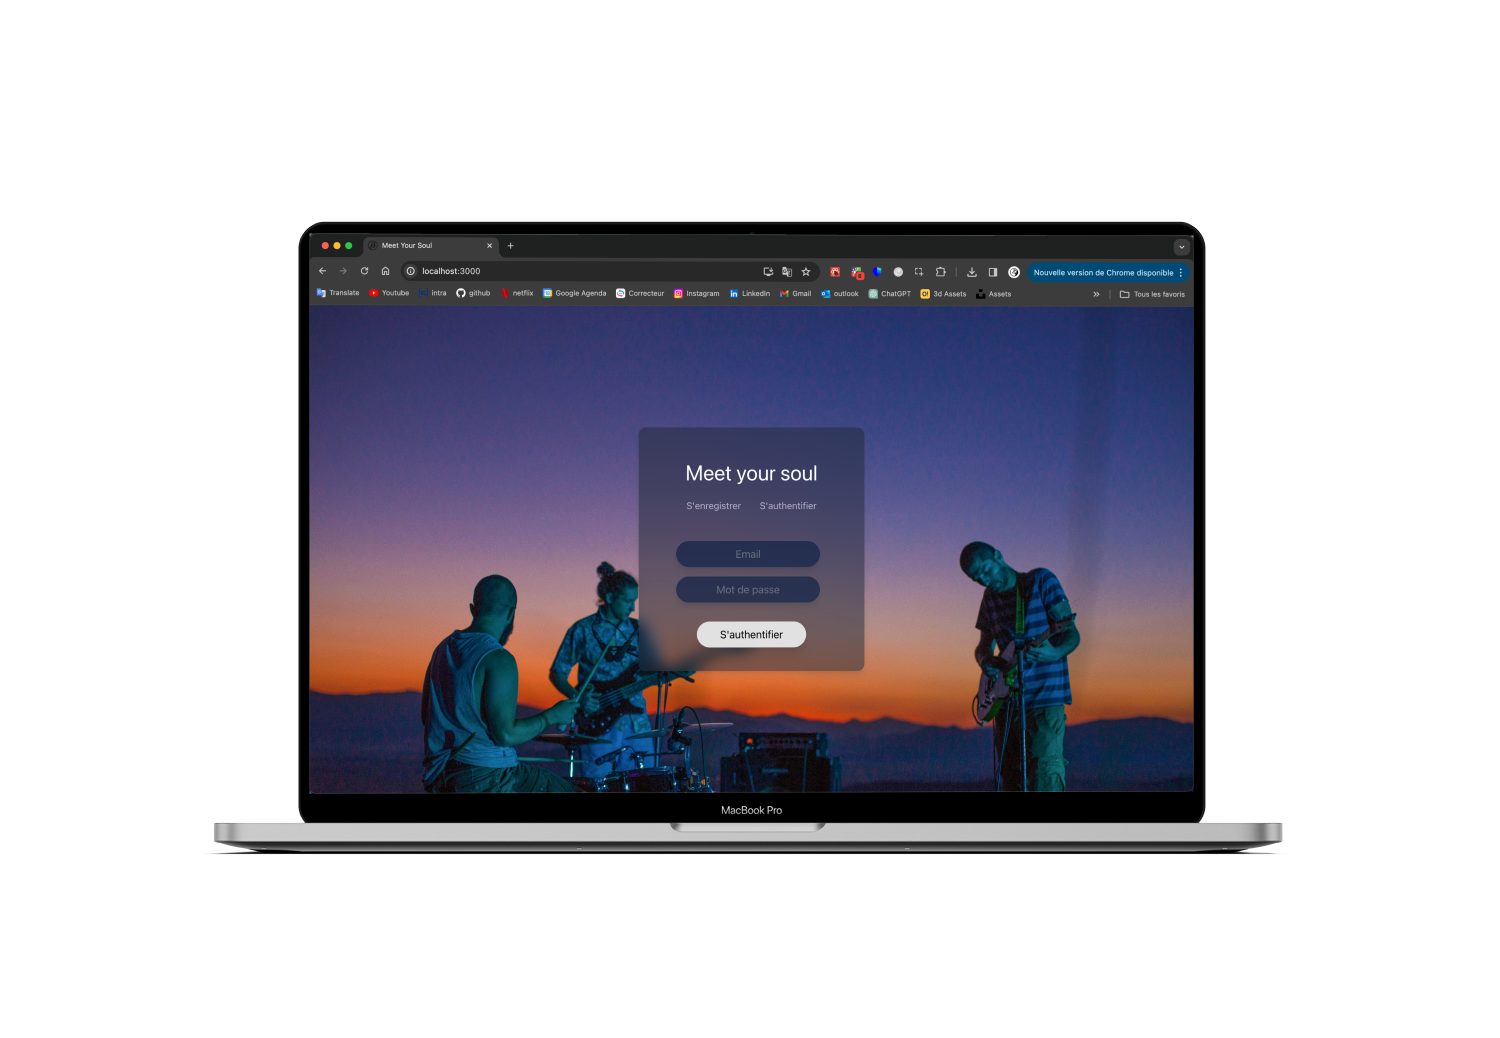 Meet Your Soul
localhost:3000
Nouvelle version de Chrome disponible
Translate Youtube intra github netflix Google Agenda Correcteur Instagram LinkedIn Gmail outlook ChatGPT 3d Assets Assets Tous les favoris
Meet your soul
S'enregistrer S'authentifier
Email
Mot de passe
S'authentifier
MacBook Pro